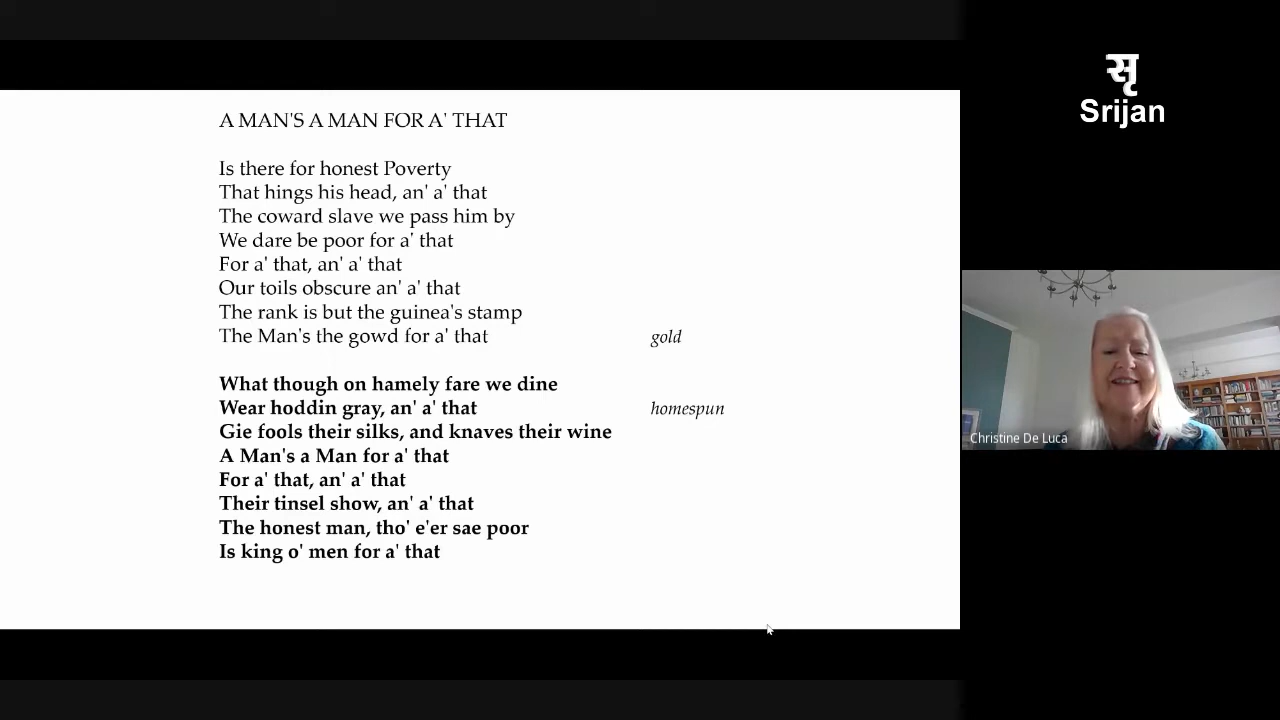 A MAN'S A MAN FOR A' THAT
Is there for honest Poverty
That hings his head, an' a' that
The coward slave we pass him by
We dare be poor for a' that
For a' that, an' a' that
Our toils obscure an' a' that
The rank is but the guinea's stamp
The Man's the gowd for a' that gold
What though on hamely fare we dine
Wear hoddin gray, an' a' that homespun
Gie fools their silks, and knaves their wine
A Man's a Man for a' that
For a' that, an' a' that
Their tinsel show, an' a' that
The honest man, tho' e'er sae poor
Is king o' men for a' that
सृ
Srijan
Christine De Luca